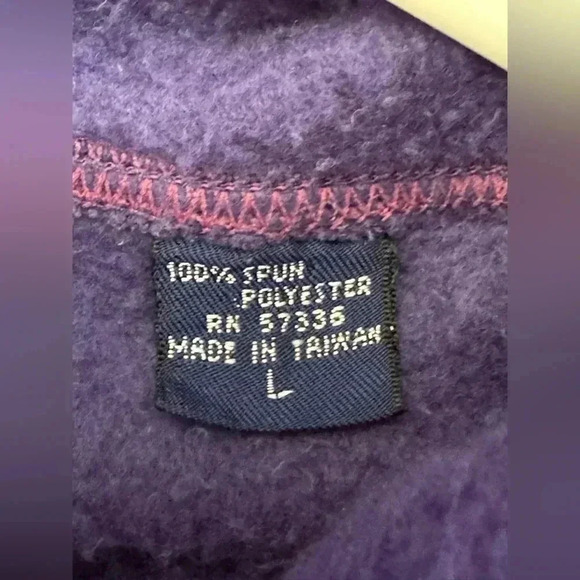 100% SPUN
POLYESTER
RN 57336
MADE IN TAIWAN
L